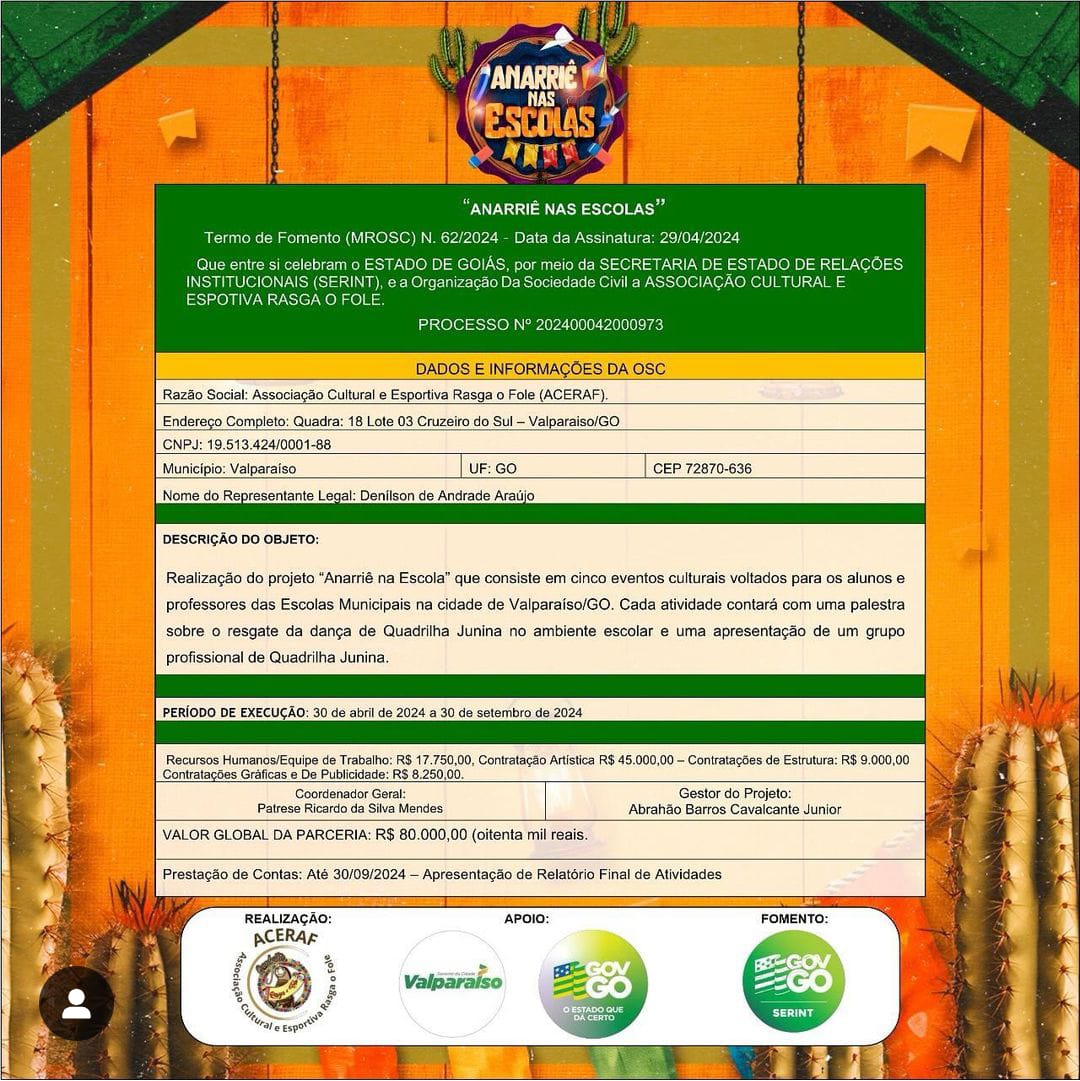 ANARRIÊ
NAS
ESCOLAS
“ANARRIÊ NAS ESCOLAS”
Termo de Fomento (MROSC) N. 62/2024 - Data da Assinatura: 29/04/2024
Que entre si celebram o ESTADO DE GOIÁS, por meio da SECRETARIA DE ESTADO DE RELAÇÕES
INSTITUCIONAIS (SERINT), e a Organização Da Sociedade Civil a ASSOCIAÇÃO CULTURAL E
ESPOTIVA RASGA O FOLE.
PROCESSO Nº 202400042000973
DADOS E INFORMAÇÕES DA OSC
Razão Social: Associação Cultural e Esportiva Rasga o Fole (ACERAF).
Endereço Completo: Quadra: 18 Lote 03 Cruzeiro do Sul – Valparaiso/GO
CNPJ: 19.513.424/0001-88
Município: Valparaíso UF: GO CEP 72870-636
Nome do Representante Legal: Denílson de Andrade Araújo
DESCRIÇÃO DO OBJETO:
Realização do projeto “Anarriê na Escola” que consiste em cinco eventos culturais voltados para os alunos e
professores das Escolas Municipais na cidade de Valparaíso/GO. Cada atividade contará com uma palestra
sobre o resgate da dança de Quadrilha Junina no ambiente escolar e uma apresentação de um grupo
profissional de Quadrilha Junina.
PERÍODO DE EXECUÇÃO: 30 de abril de 2024 a 30 de setembro de 2024
Recursos Humanos/Equipe de Trabalho: R$ 17.750,00, Contratação Artística R$ 45.000,00 – Contratações de Estrutura: R$ 9.000,00
Contratações Gráficas e De Publicidade: R$ 8.250,00.
Coordenador Geral: Gestor do Projeto:
Patrese Ricardo da Silva Mendes Abrahão Barros Cavalcante Junior
VALOR GLOBAL DA PARCERIA: R$ 80.000,00 (oitenta mil reais.
Prestação de Contas: Até 30/09/2024 – Apresentação de Relatório Final de Atividades
REALIZAÇÃO: APOIO: FOMENTO:
ACERAF
Associação Cultural e Esportiva Rasga o Fole
Governo da Cidade
Valparaíso
GOV
GO
O ESTADO QUE
DÁ CERTO
GOV
GO
SERINT